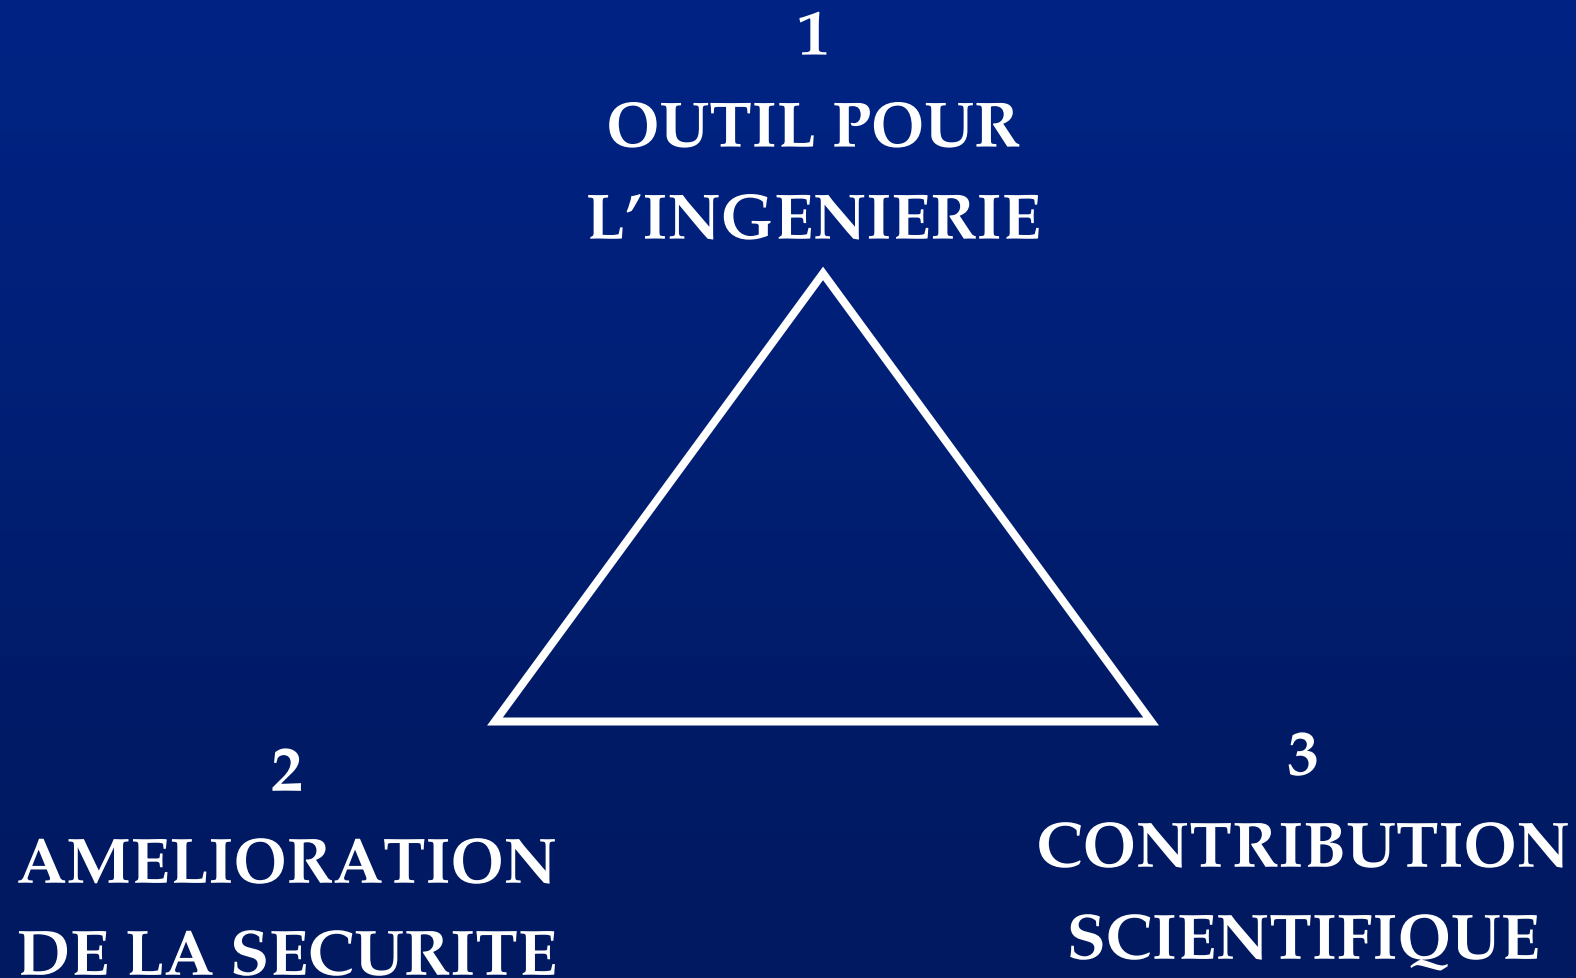 1
OUTIL POUR
L’INGENIERIE
2
AMELIORATION
DE LA SECURITE
3
CONTRIBUTION
SCIENTIFIQUE